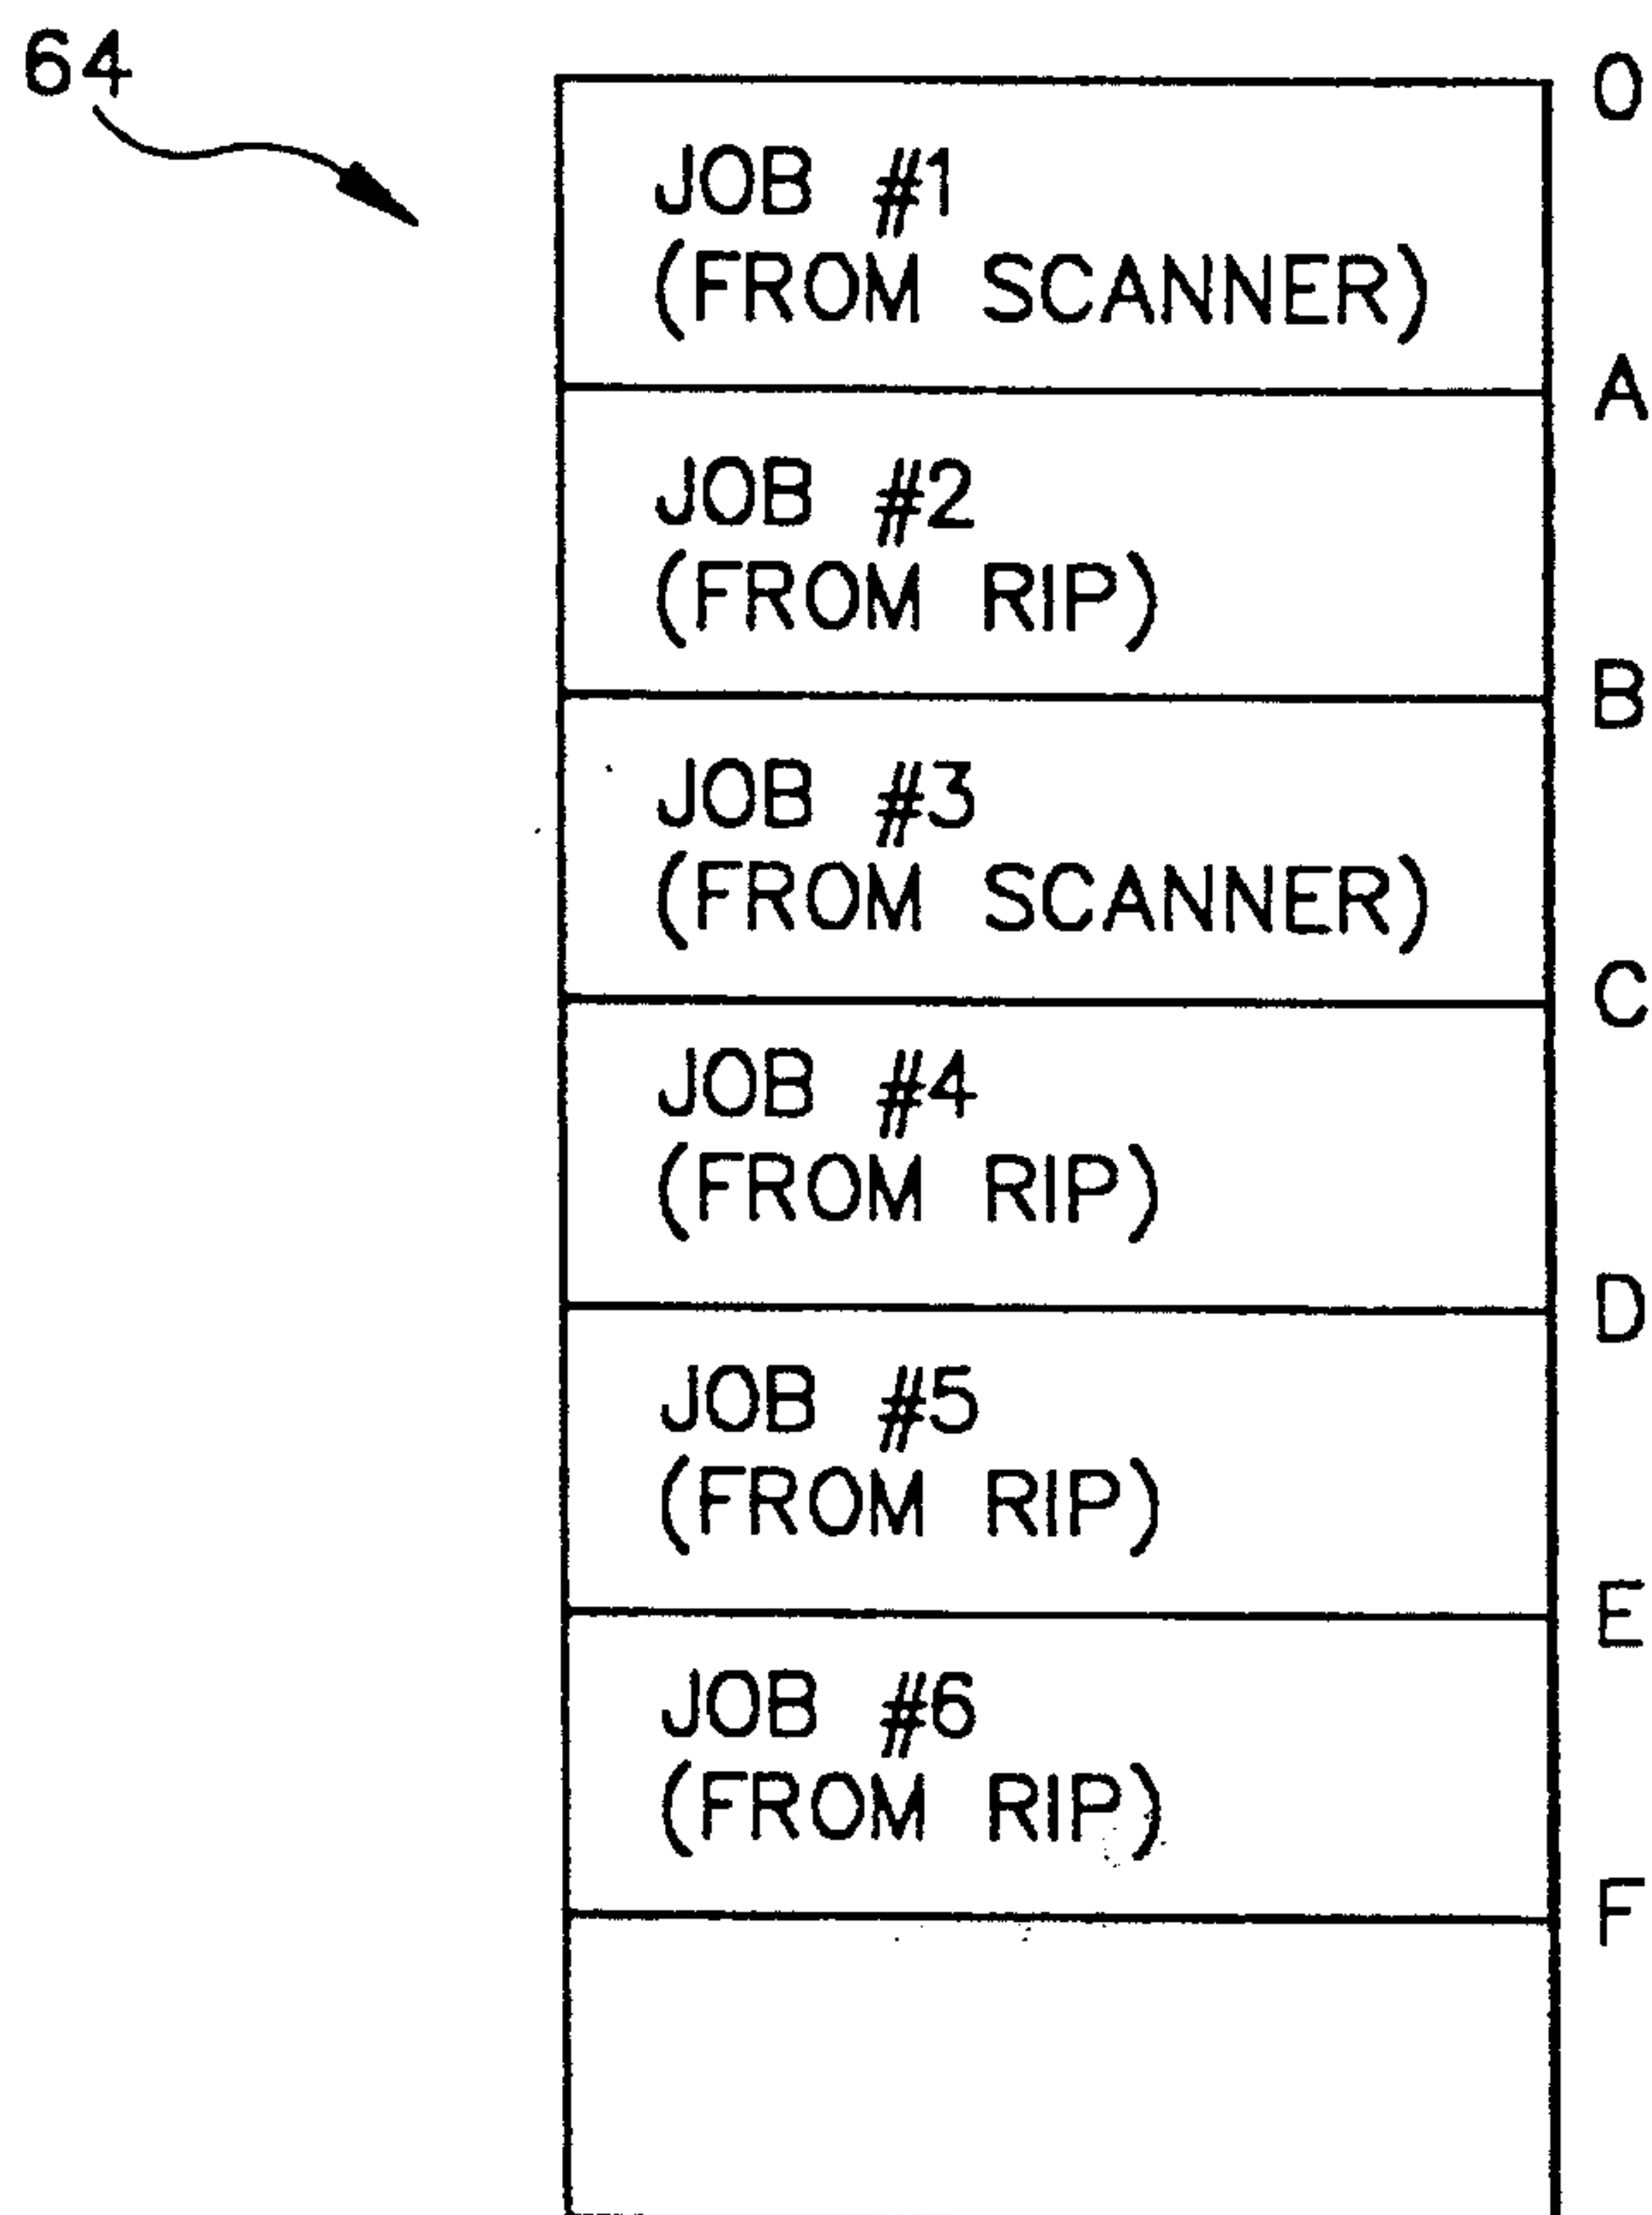 64
0
JOB #1
(FROM SCANNER)
A
JOB #2
(FROM RIP)
B
JOB #3
(FROM SCANNER)
C
JOB #4
(FROM RIP)
D
JOB #5
(FROM RIP)
E
JOB #6
(FROM RIP)
F